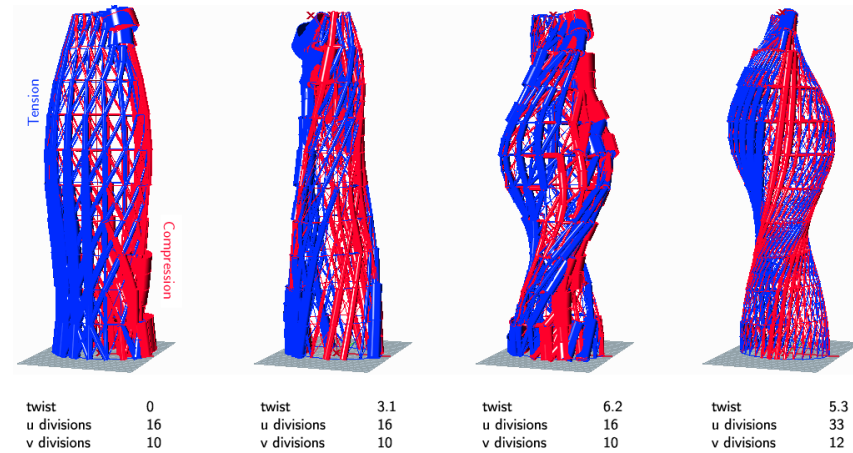 Tension
Compression
twist 0
u divisions 16
v divisions 10
twist 3.1
u divisions 16
v divisions 10
twist 6.2
u divisions 16
v divisions 10
twist 5.3
u divisions 33
v divisions 12